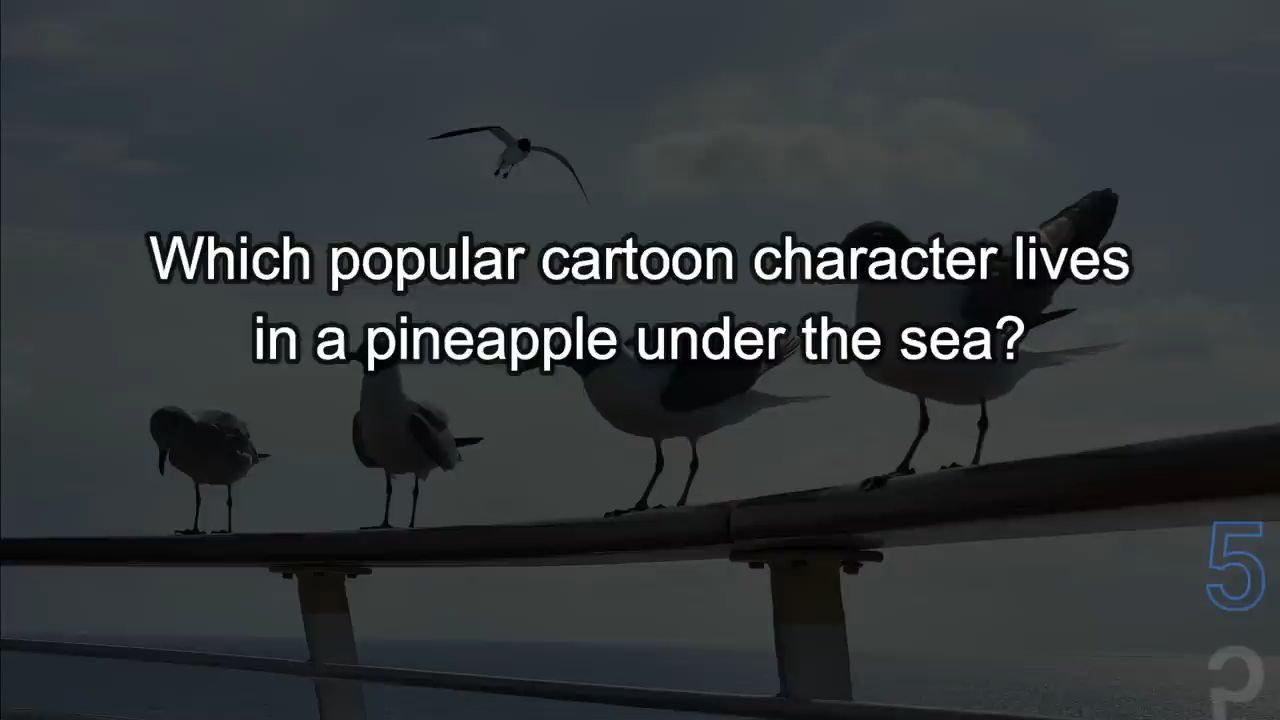 Which popular cartoon character lives
in a pineapple under the sea?
5